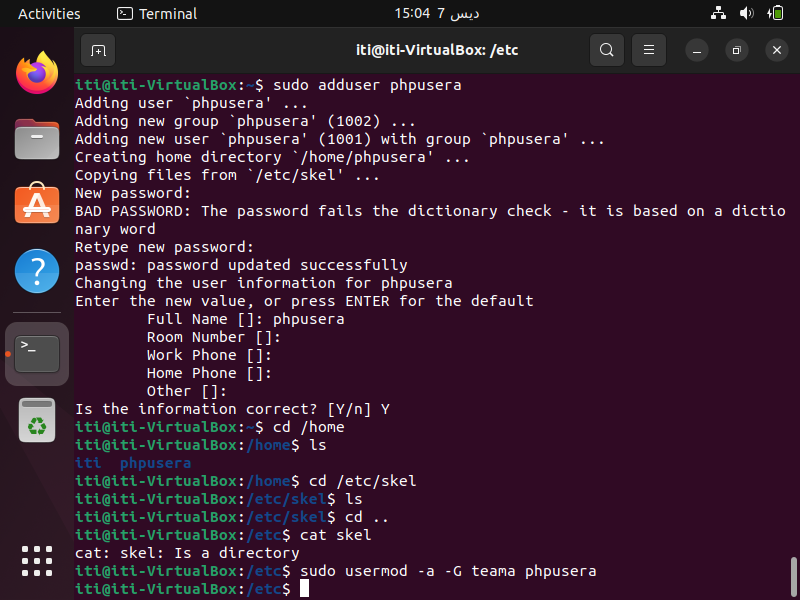 Activities Terminal 15:04 7 ديس
iti@iti-VirtualBox: /etc
iti@iti-VirtualBox:~$ sudo adduser phpusera
Adding user `phpusera' ...
Adding new group `phpusera' (1002) ...
Adding new user `phpusera' (1001) with group `phpusera' ...
Creating home directory `/home/phpusera' ...
Copying files from `/etc/skel' ...
New password:
BAD PASSWORD: The password fails the dictionary check - it is based on a dictio
nary word
Retype new password:
passwd: password updated successfully
Changing the user information for phpusera
Enter the new value, or press ENTER for the default
Full Name []: phpusera
Room Number []:
Work Phone []:
Home Phone []:
Other []:
Is the information correct? [Y/n] Y
iti@iti-VirtualBox:~$ cd /home
iti@iti-VirtualBox:/home$ ls
iti phpusera
iti@iti-VirtualBox:/home$ cd /etc/skel
iti@iti-VirtualBox:/etc/skel$ ls
iti@iti-VirtualBox:/etc/skel$ cd ..
iti@iti-VirtualBox:/etc$ cat skel
cat: skel: Is a directory
iti@iti-VirtualBox:/etc$ sudo usermod -a -G teama phpusera
iti@iti-VirtualBox:/etc$